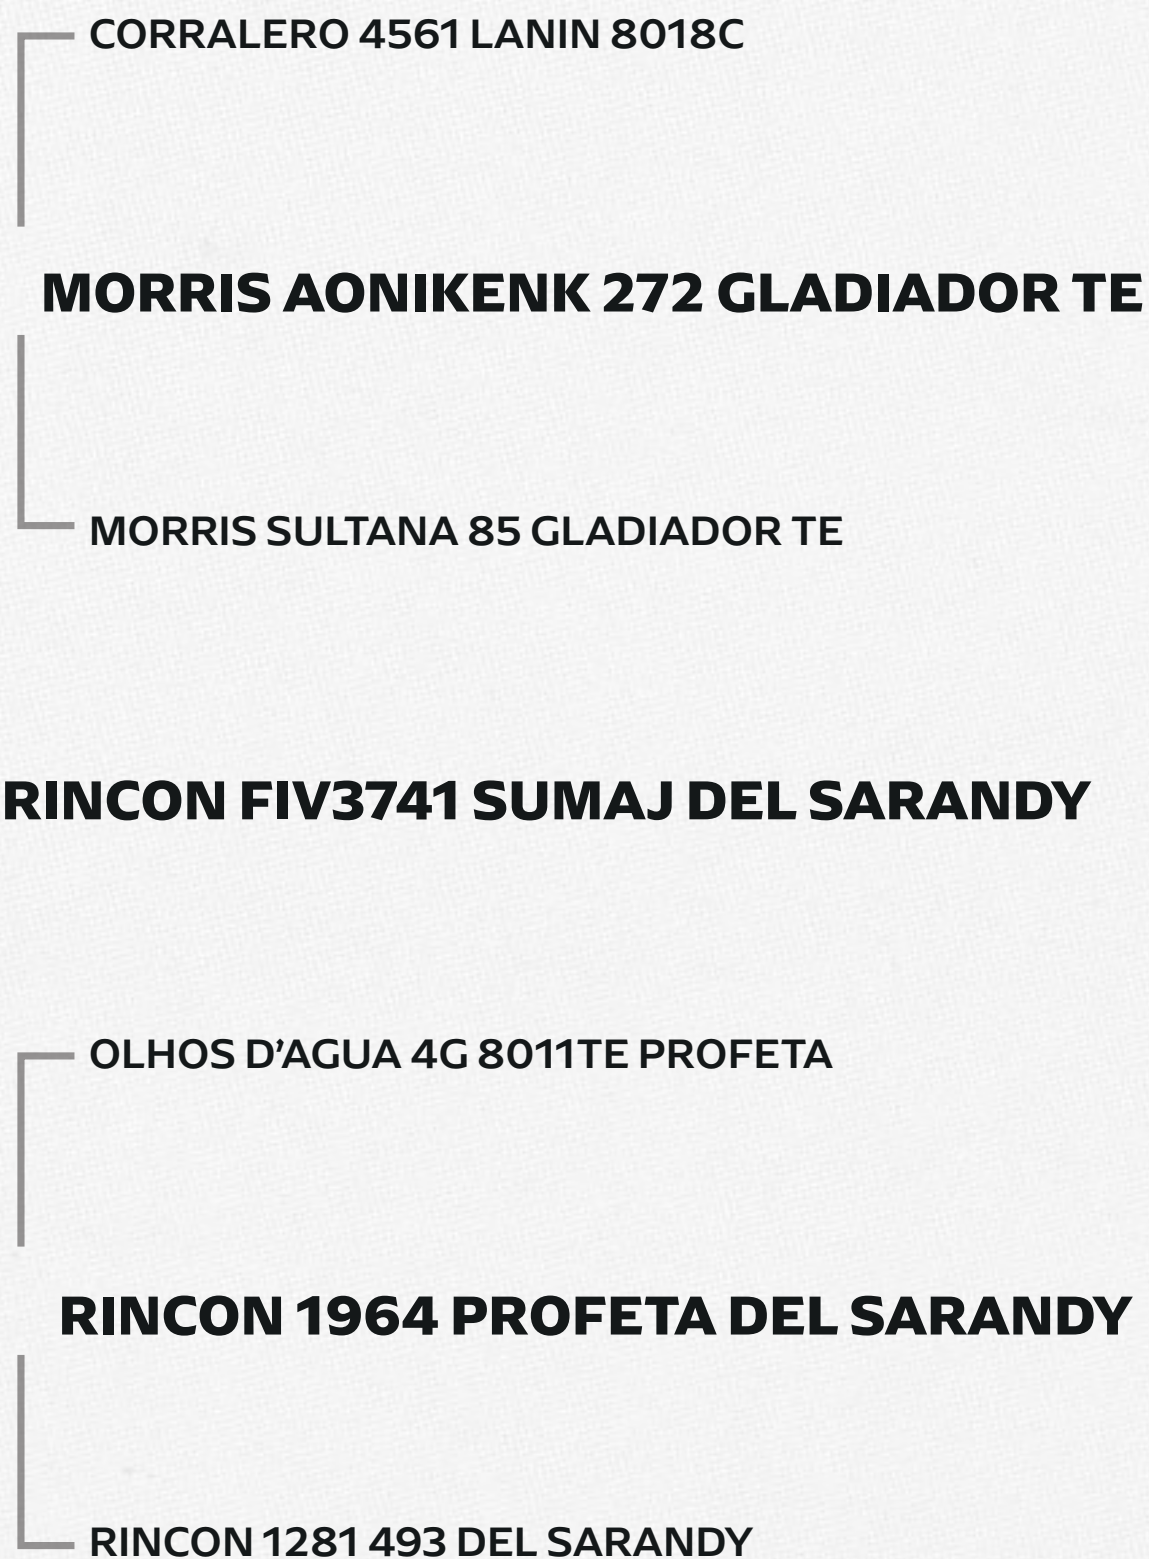 CORRALERO 4561 LANIN 8018C
MORRIS AONIKENK 272 GLADIADOR TE
MORRIS SULTANA 85 GLADIADOR TE
RINCON FIV3741 SUMAJ DEL SARANDY
OLHOS D’AGUA 4G 8011TE PROFETA
RINCON 1964 PROFETA DEL SARANDY
RINCON 1281 493 DEL SARANDY